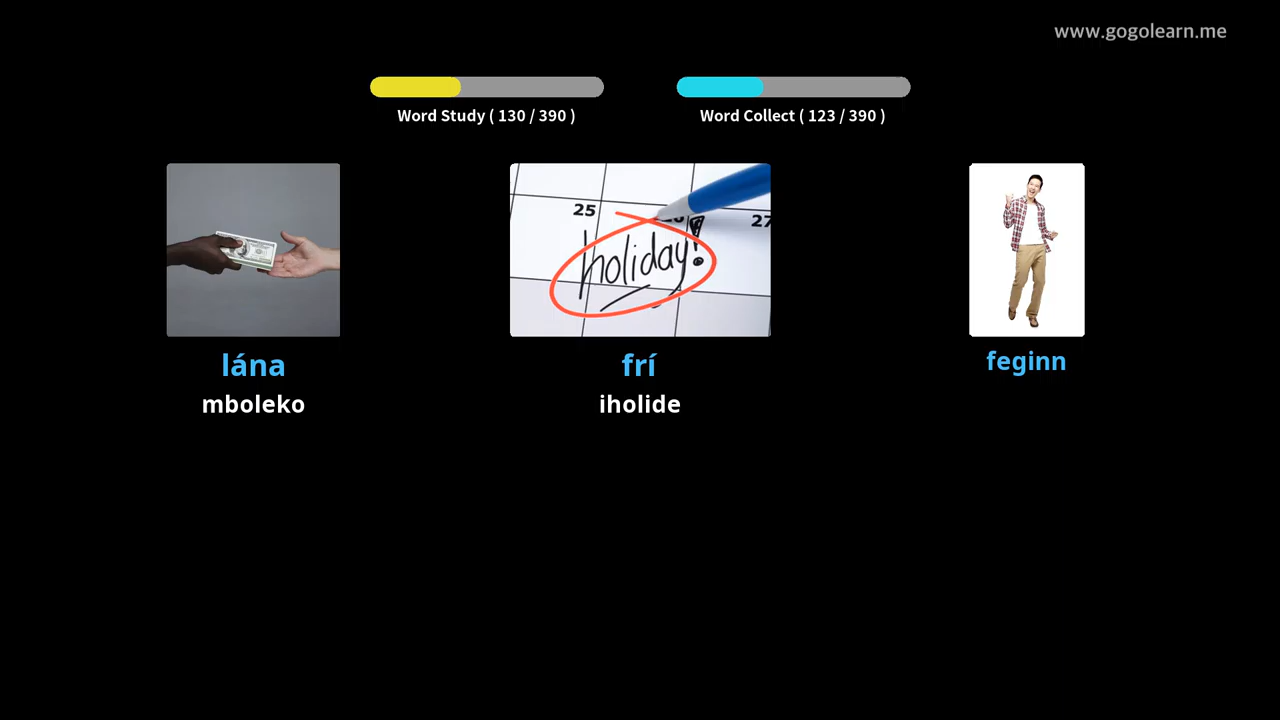 www.gogolearn.me
Word Study ( 130 / 390 )
Word Collect ( 123 / 390 )
25
27
holiday!
lána
frí
feginn
mboleko
iholide